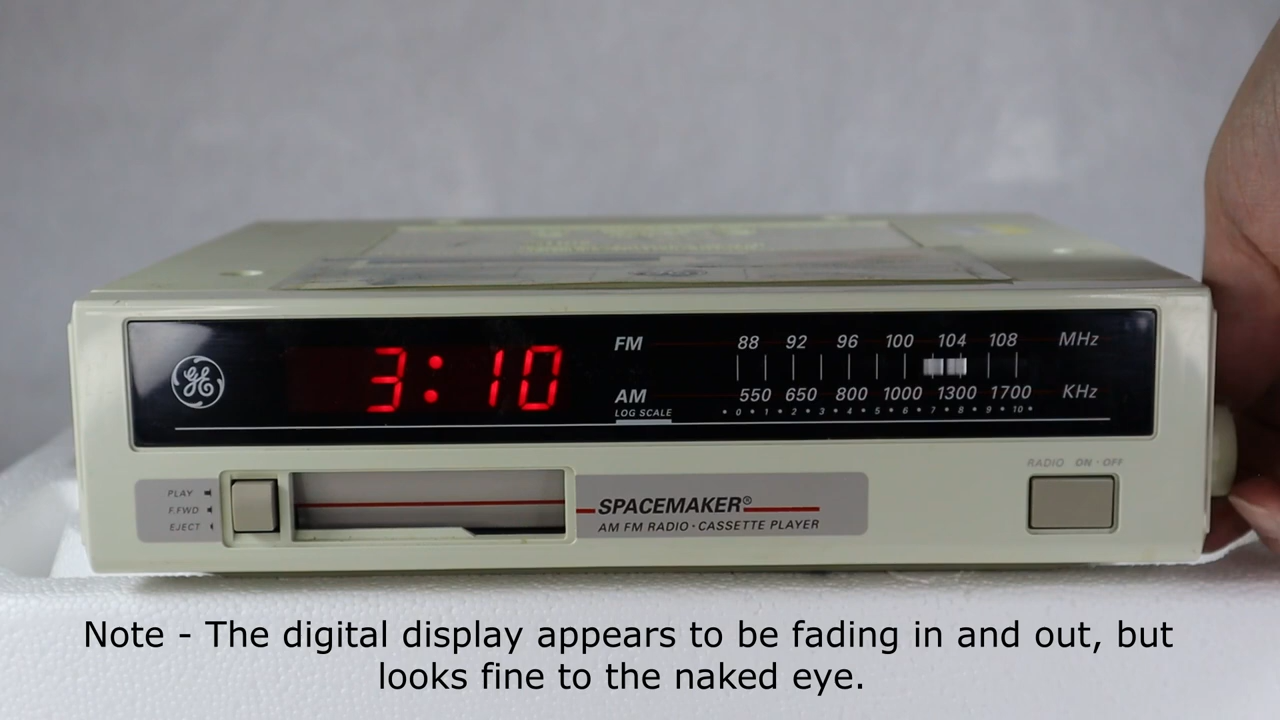 GE
3:10
FM 88 92 96 100 104 108 MHz
AM 550 650 800 1000 1300 1700 KHz
LOG SCALE 0 1 2 3 4 5 6 7 8 9 10
PLAY
F.FWD
EJECT
SPACEMAKER®
AM FM RADIO · CASSETTE PLAYER
RADIO ON · OFF
Note - The digital display appears to be fading in and out, but
looks fine to the naked eye.